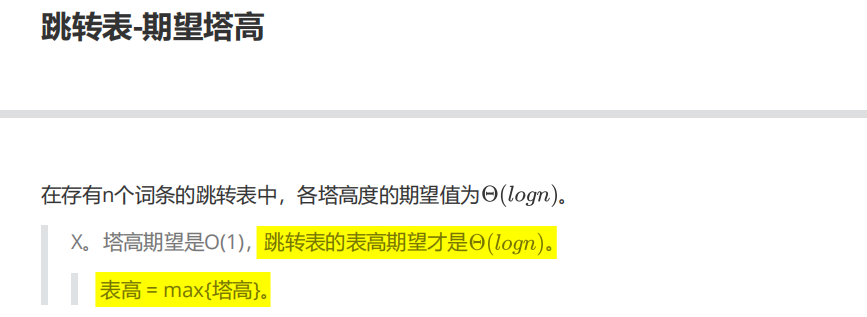 跳转表-期望塔高
在存有n个词条的跳转表中，各塔高度的期望值为Θ(logn)。
X。塔高期望是O(1)，跳转表的表高期望才是Θ(logn)。
表高 = max{塔高}。